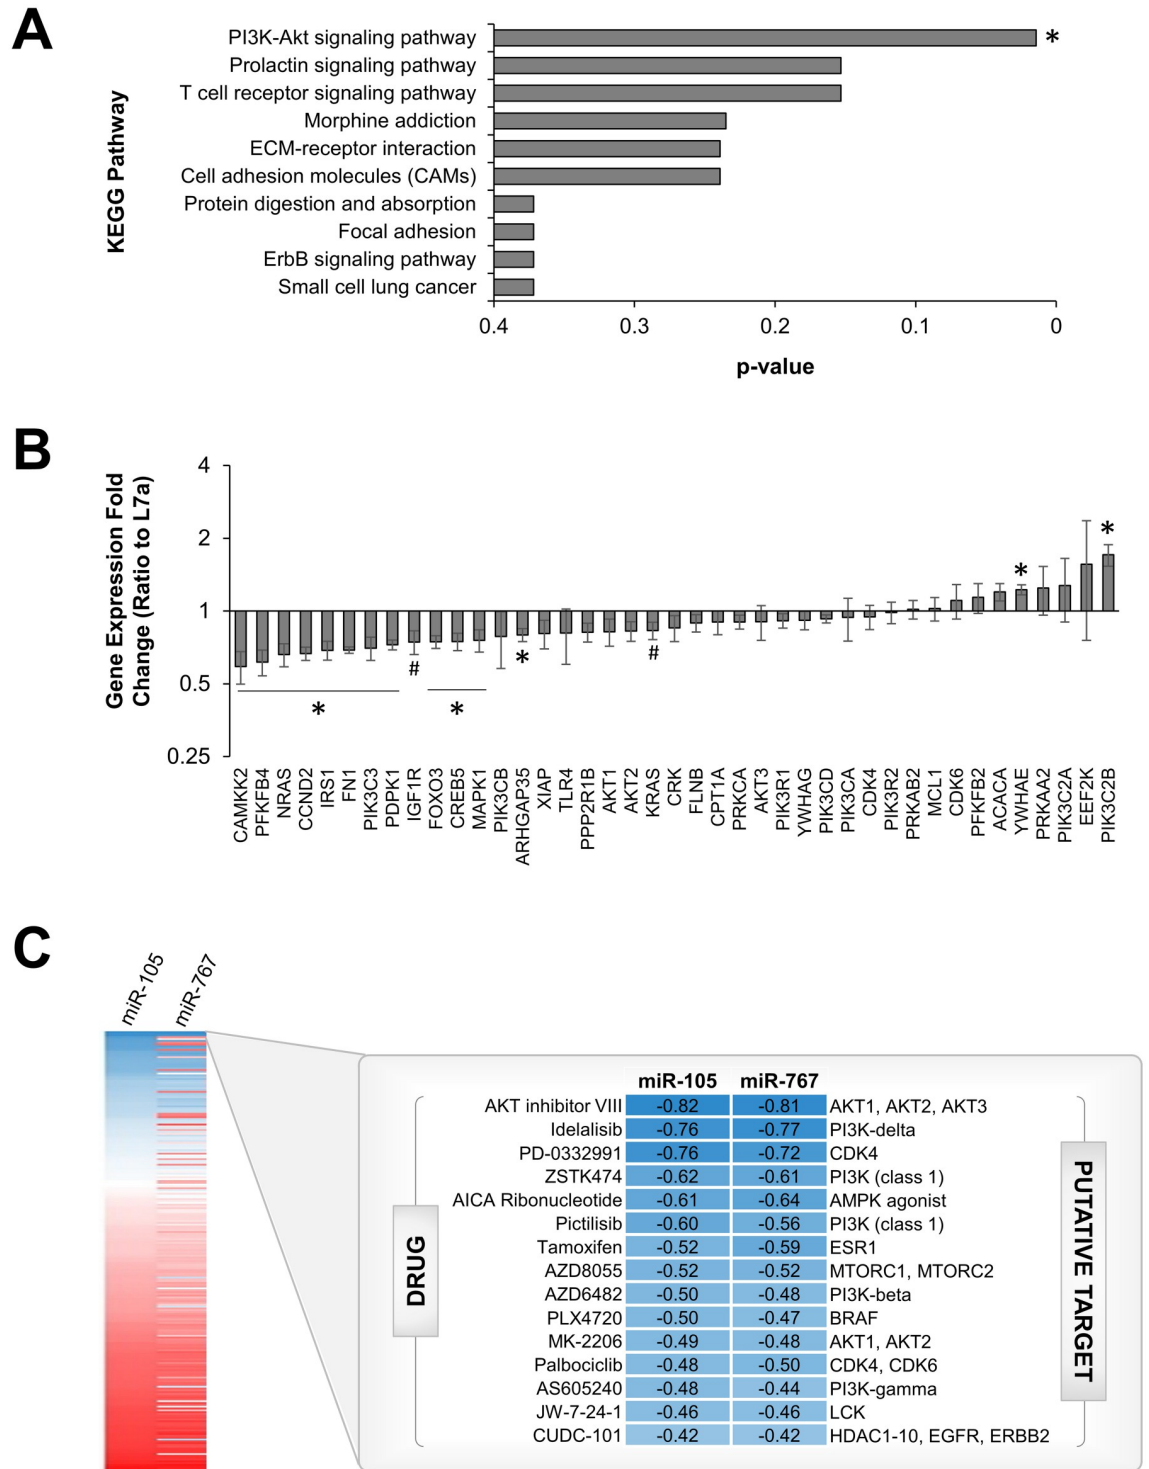 A
KEGG Pathway
PI3K-Akt signaling pathway
*
Prolactin signaling pathway
T cell receptor signaling pathway
Morphine addiction
ECM-receptor interaction
Cell adhesion molecules (CAMs)
Protein digestion and absorption
Focal adhesion
ErbB signaling pathway
Small cell lung cancer
0.4 0.3 0.2 0.1 0
p-value
B
Gene Expression Fold
Change (Ratio to L7a)
4
2
1
0.5
0.25
* # * * # * *
CAMKK2
PFKFB4
NRAS
CCND2
IRS1
FN1
PIK3C3
PDPK1
IGF1R
FOXO3
CREB5
MAPK1
PIK3CB
ARHGAP35
XIAP
TLR4
PPP2R1B
AKT1
AKT2
KRAS
CRK
FLNB
CPT1A
PRKCA
AKT3
PIK3R1
YWHAG
PIK3CD
PIK3CA
CDK4
PIK3R2
PRKAB2
MCL1
CDK6
PFKFB2
ACACA
YWHAE
PRKAA2
PIK3C2A
EEF2K
PIK3C2B
C
miR-105
miR-767
miR-105 miR-767
DRUG
PUTATIVE TARGET
AKT inhibitor VIII -0.82 -0.81 AKT1, AKT2, AKT3
Idelalisib -0.76 -0.77 PI3K-delta
PD-0332991 -0.76 -0.72 CDK4
ZSTK474 -0.62 -0.61 PI3K (class 1)
AICA Ribonucleotide -0.61 -0.64 AMPK agonist
Pictilisib -0.60 -0.56 PI3K (class 1)
Tamoxifen -0.52 -0.59 ESR1
AZD8055 -0.52 -0.52 MTORC1, MTORC2
AZD6482 -0.50 -0.48 PI3K-beta
PLX4720 -0.50 -0.47 BRAF
MK-2206 -0.49 -0.48 AKT1, AKT2
Palbociclib -0.48 -0.50 CDK4, CDK6
AS605240 -0.48 -0.44 PI3K-gamma
JW-7-24-1 -0.46 -0.46 LCK
CUDC-101 -0.42 -0.42 HDAC1-10, EGFR, ERBB2